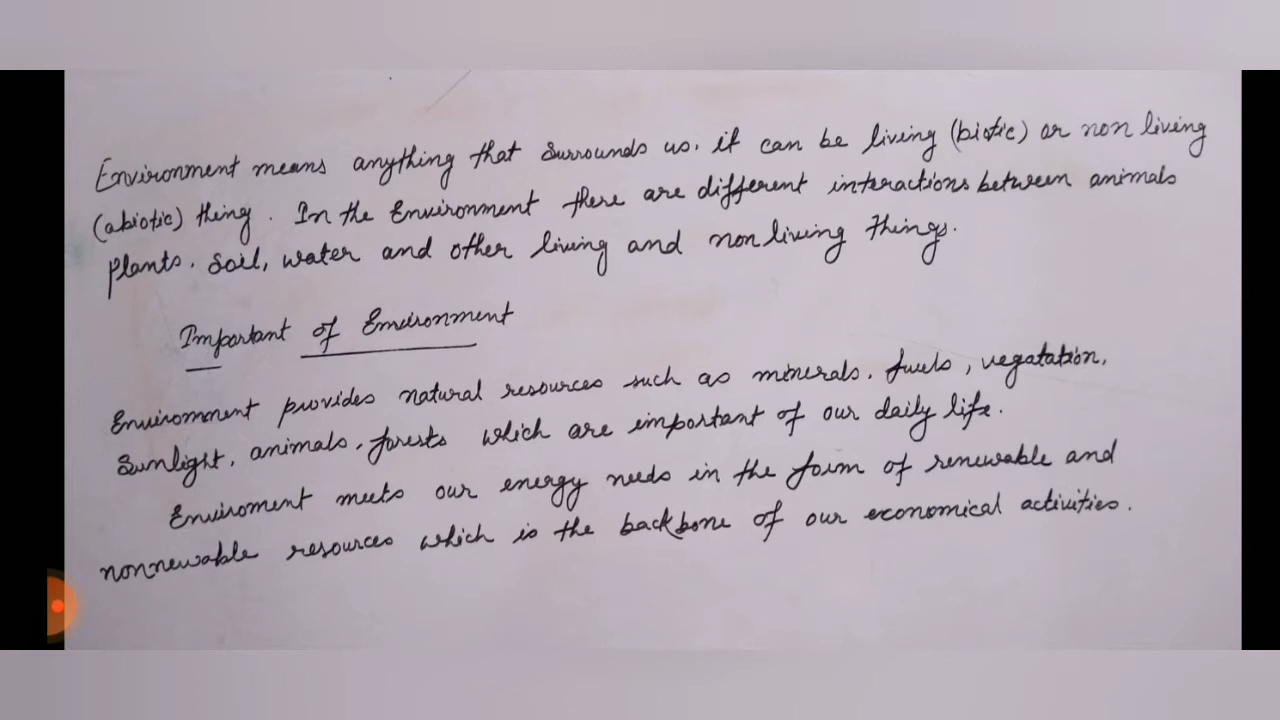 Environment means anything that surrounds us. it can be living (biotic) or non living
(abiotic) thing. In the Environment there are different interactions between animals
plants. soil, water and other living and non living things.
Important of Environment
Enviromnent provides natural resources such as minerals. fuels, vegatation,
Sunlight, animals, forests which are important of our daily life.
Enviroment meets our energy needs in the form of renewable and
nonnewable resources which is the backbone of our economical activities.